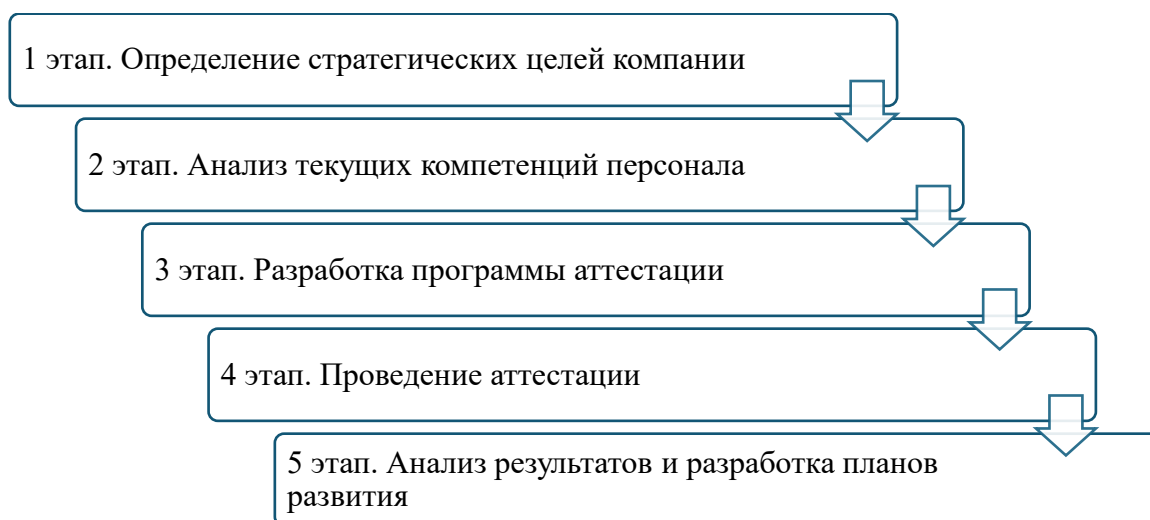 1 этап. Определение стратегических целей компании
2 этап. Анализ текущих компетенций персонала
3 этап. Разработка программы аттестации
4 этап. Проведение аттестации
5 этап. Анализ результатов и разработка планов
развития